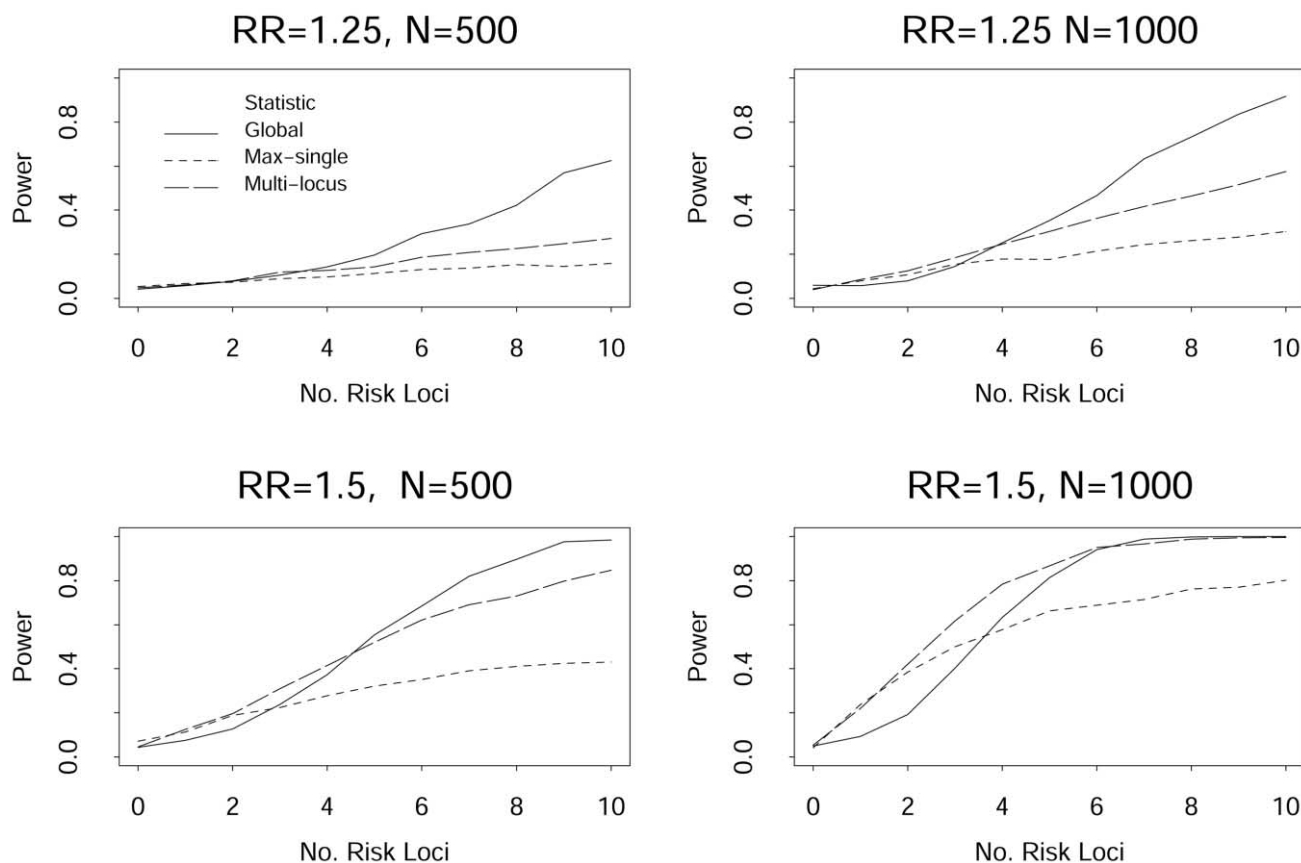 RR=1.25, N=500
Power
0.8
0.4
0.0
Statistic
Global
Max-single
Multi-locus
0 2 4 6 8 10
No. Risk Loci
RR=1.25 N=1000
Power
0.8
0.4
0.0
0 2 4 6 8 10
No. Risk Loci
RR=1.5, N=500
Power
0.8
0.4
0.0
0 2 4 6 8 10
No. Risk Loci
RR=1.5, N=1000
Power
0.8
0.4
0.0
0 2 4 6 8 10
No. Risk Loci